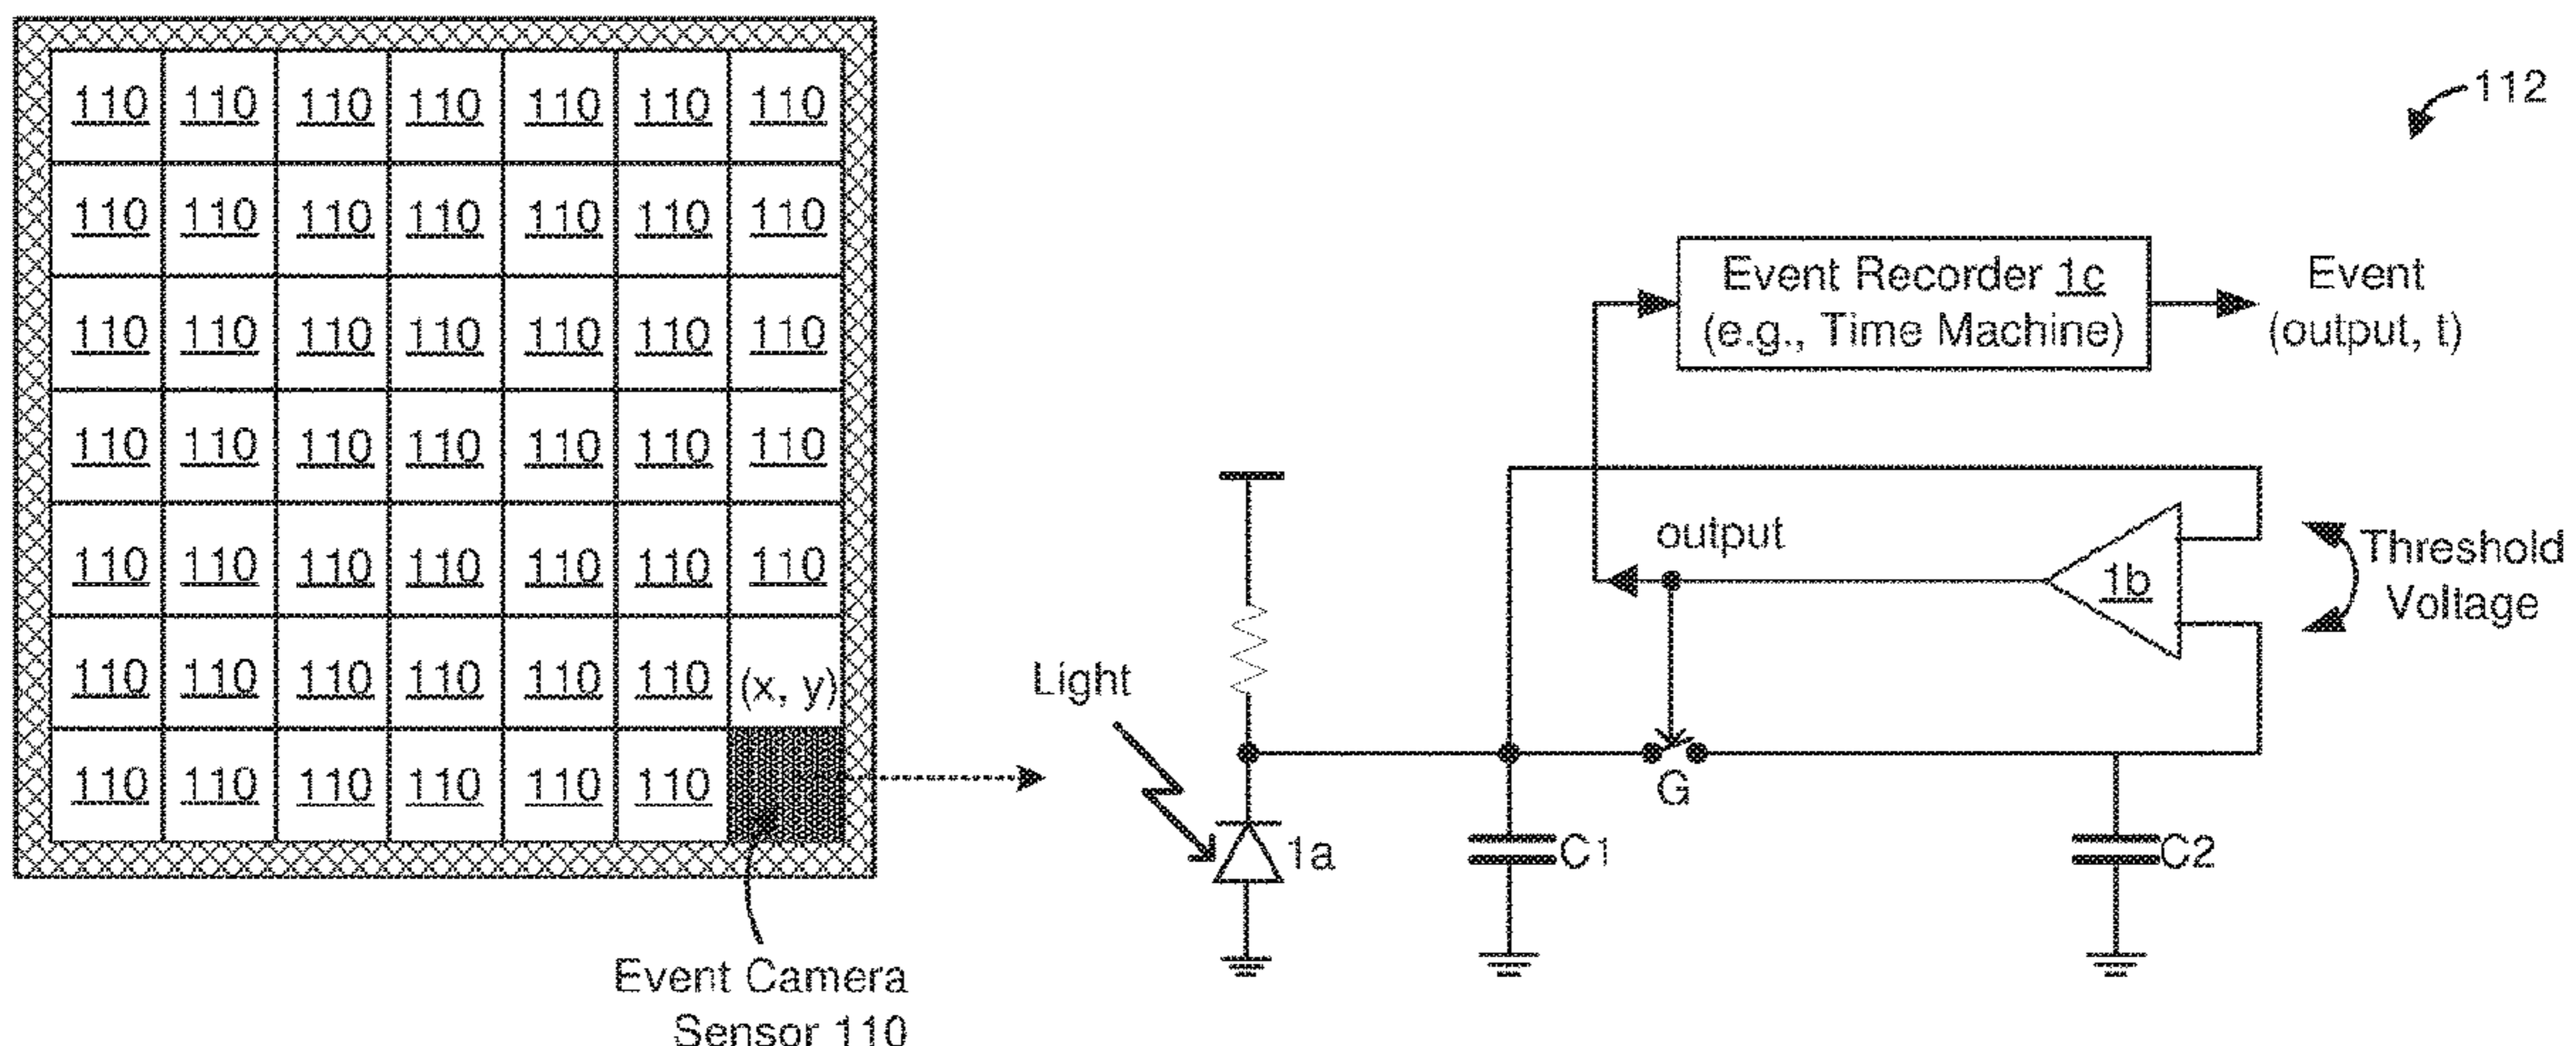 110 110 110 110 110 110 110
110 110 110 110 110 110 110
110 110 110 110 110 110 110
110 110 110 110 110 110 110
110 110 110 110 110 110 110
110 110 110 110 110 110 (x, y)
110 110 110 110 110 110
Event Camera
Sensor 110
112
Event Recorder 1c
(e.g., Time Machine)
Event
(output, t)
output
1b
Threshold
Voltage
Light
G
1a
C1
C2